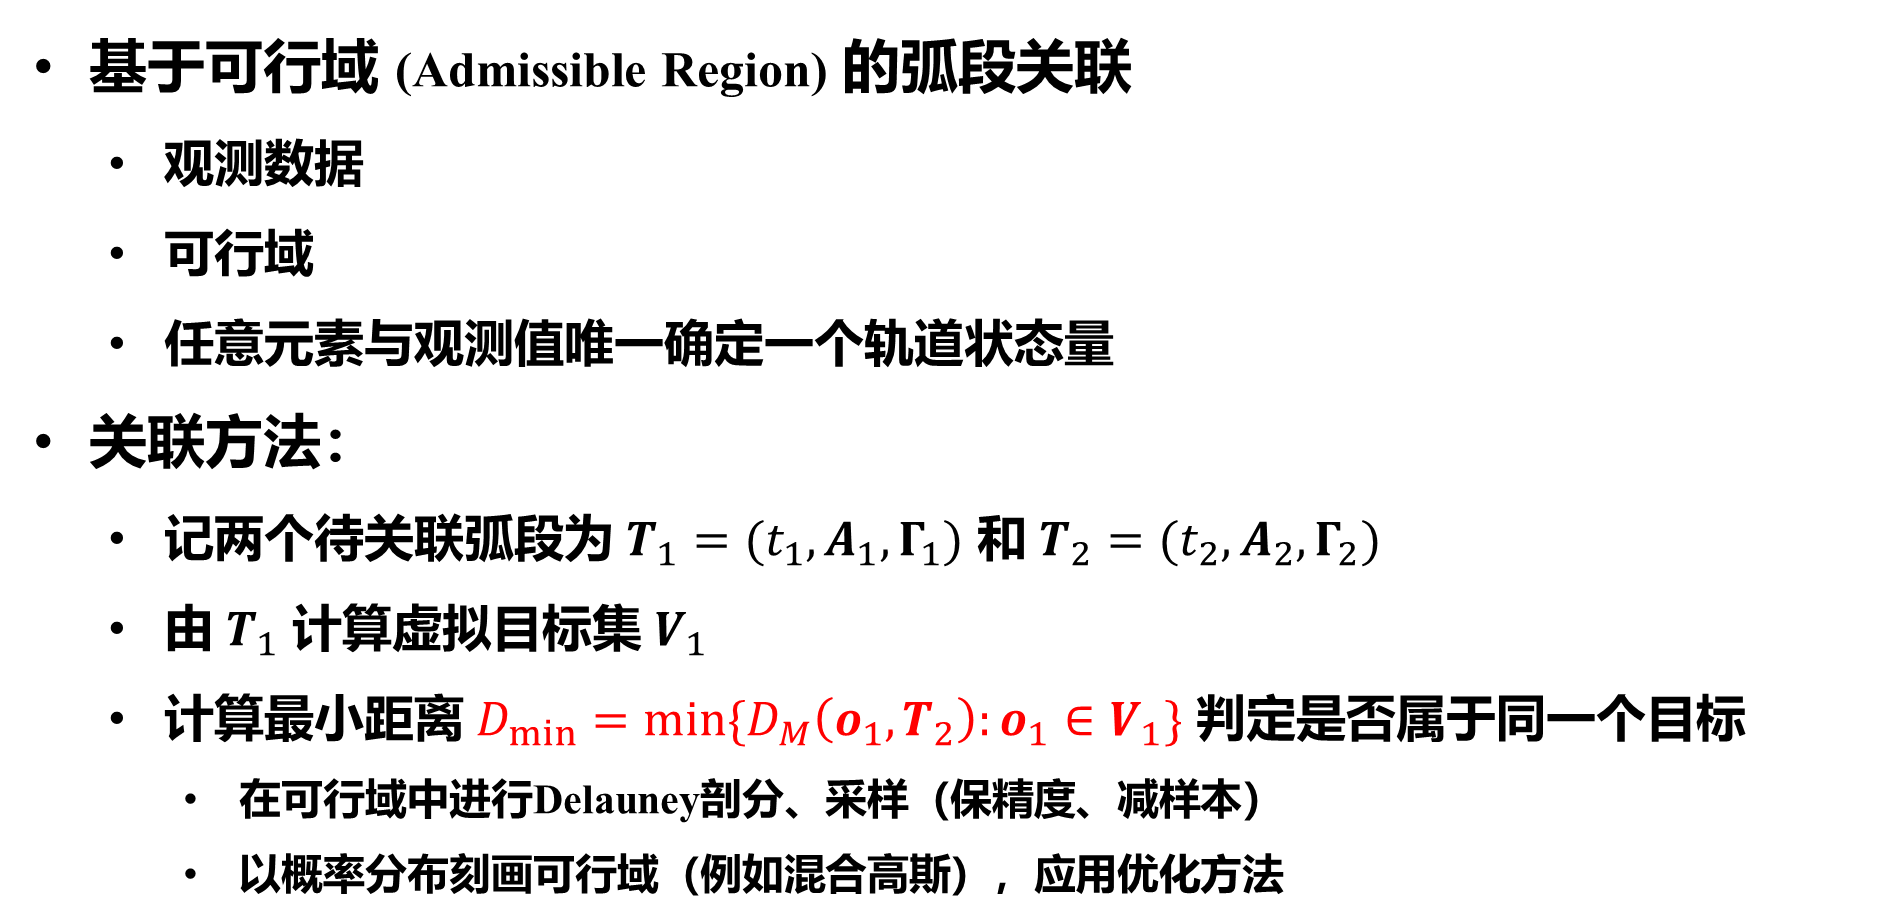 • 基于可行域 (Admissible Region) 的弧段关联
• 观测数据
• 可行域
• 任意元素与观测值唯一确定一个轨道状态量
• 关联方法：
• 记两个待关联弧段为 T₁ = (t₁, A₁, Γ₁) 和 T₂ = (t₂, A₂, Γ₂)
• 由 T₁ 计算虚拟目标集 V₁
• 计算最小距离 D_min = min{D_M(o₁, T₂): o₁ ∈ V₁} 判定是否属于同一个目标
• 在可行域中进行Delauney剖分、采样（保精度、减样本）
• 以概率分布刻画可行域（例如混合高斯），应用优化方法